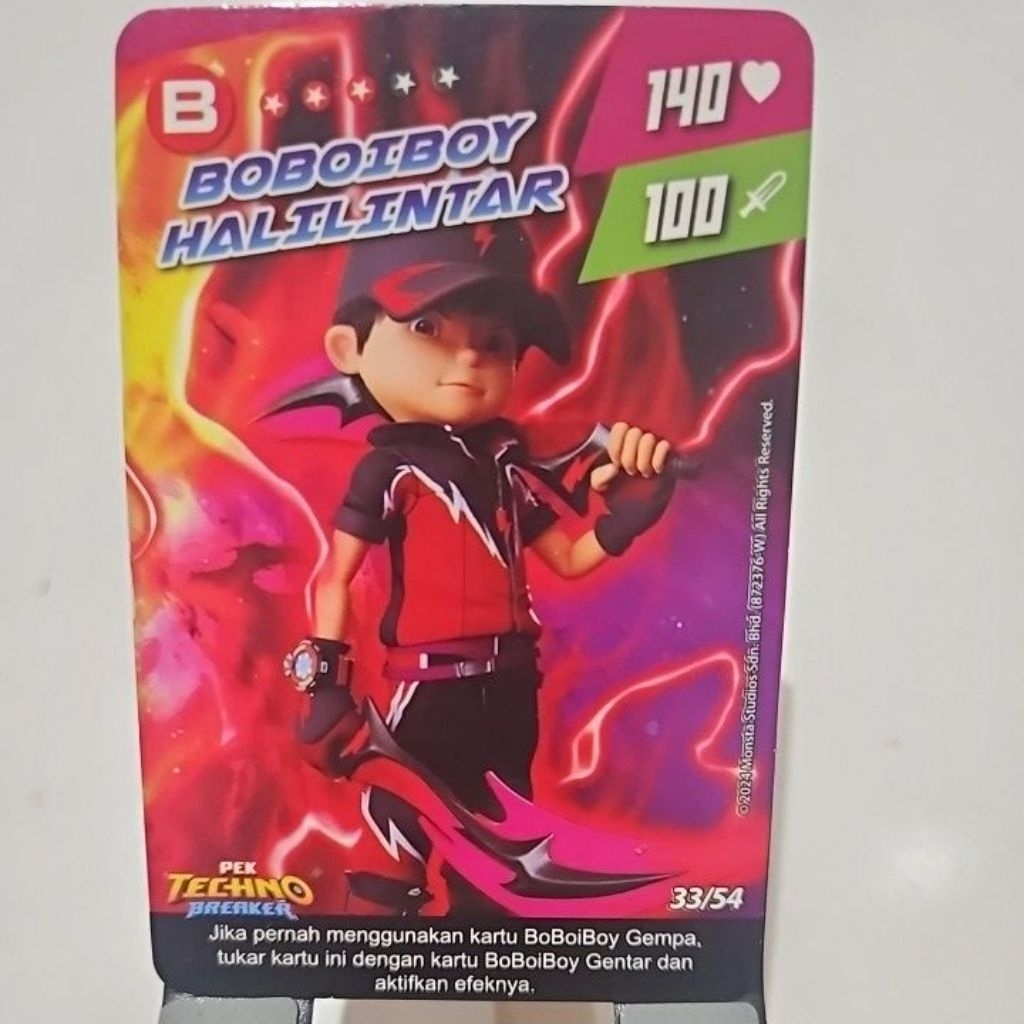 B
140
BOBOIBOY
HALILINTAR
100
©2024 Monsta Studios Sdn. Bhd. (872376-W) All Rights Reserved.
PEK
TECHNO
BREAKER
33/54
Jika pernah menggunakan kartu BoBoiBoy Gempa,
tukar kartu ini dengan kartu BoBoiBoy Gentar dan
aktifkan efeknya.